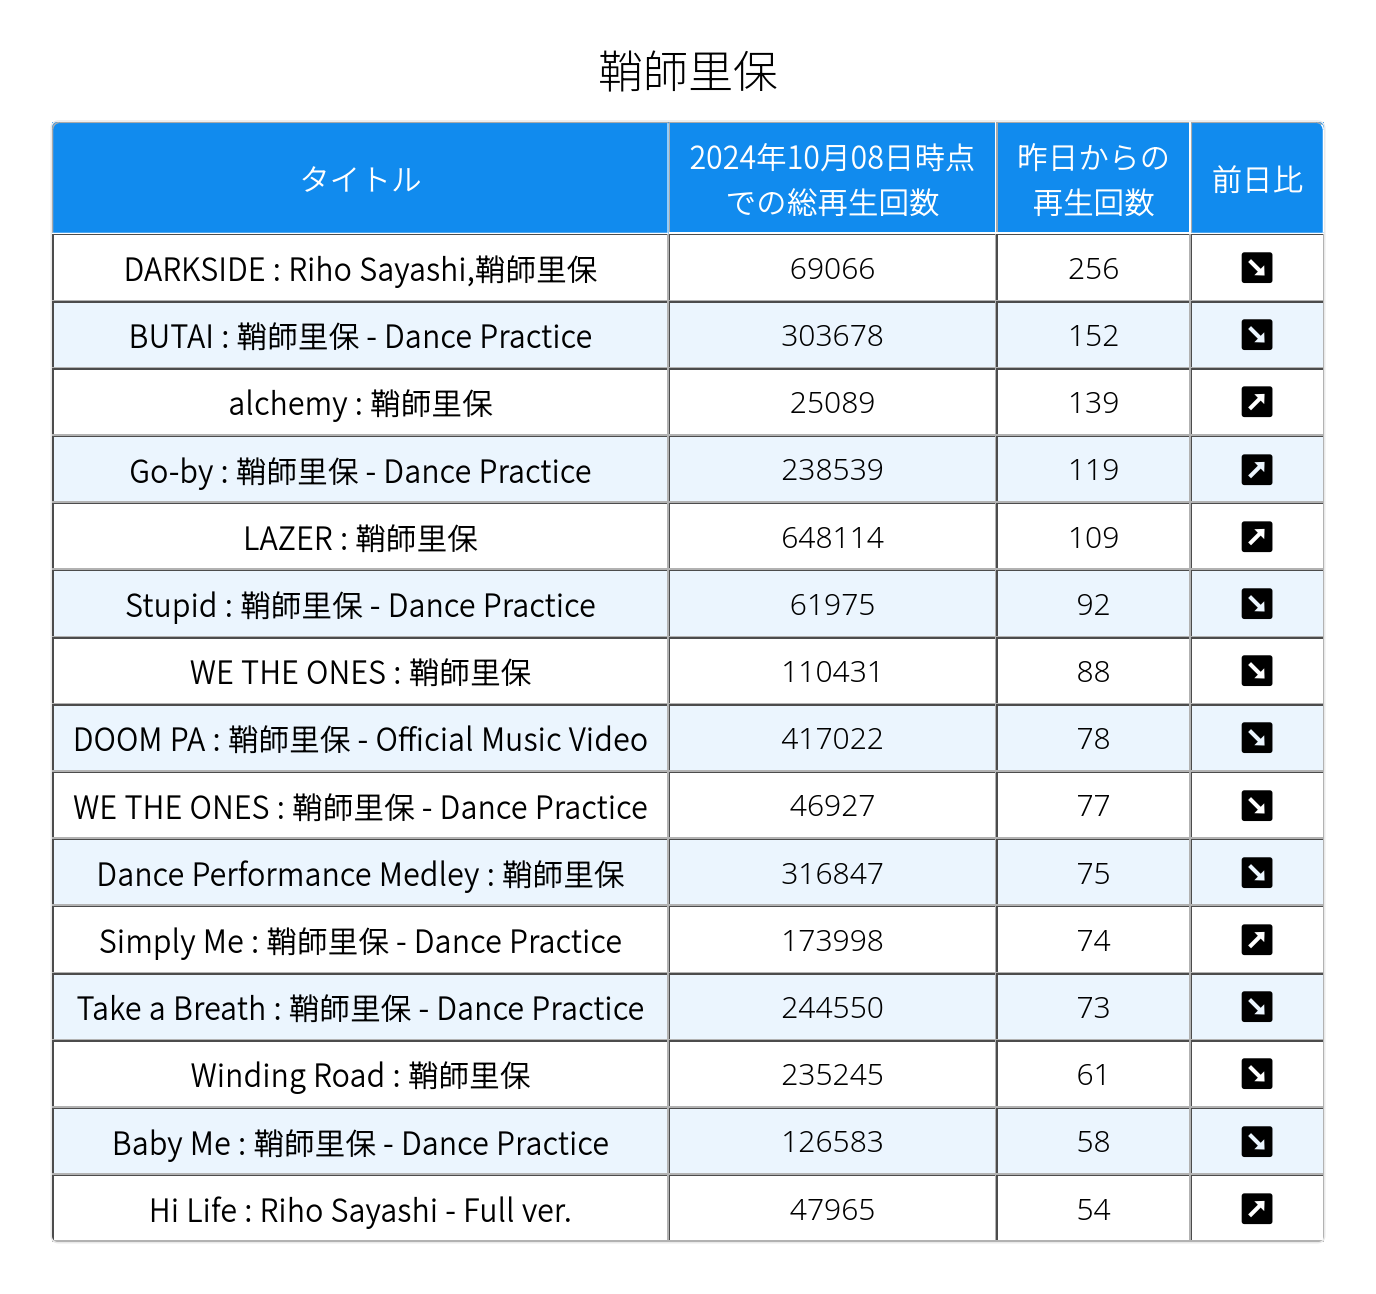 鞘師里保
タイトル
2024年10月08日時点
での総再生回数
昨日からの
再生回数
前日比
DARKSIDE : Riho Sayashi,鞘師里保 69066 256
BUTAI : 鞘師里保 - Dance Practice 303678 152
alchemy : 鞘師里保 25089 139
Go-by : 鞘師里保 - Dance Practice 238539 119
LAZER : 鞘師里保 648114 109
Stupid : 鞘師里保 - Dance Practice 61975 92
WE THE ONES : 鞘師里保 110431 88
DOOM PA : 鞘師里保 - Official Music Video 417022 78
WE THE ONES : 鞘師里保 - Dance Practice 46927 77
Dance Performance Medley : 鞘師里保 316847 75
Simply Me : 鞘師里保 - Dance Practice 173998 74
Take a Breath : 鞘師里保 - Dance Practice 244550 73
Winding Road : 鞘師里保 235245 61
Baby Me : 鞘師里保 - Dance Practice 126583 58
Hi Life : Riho Sayashi - Full ver. 47965 54